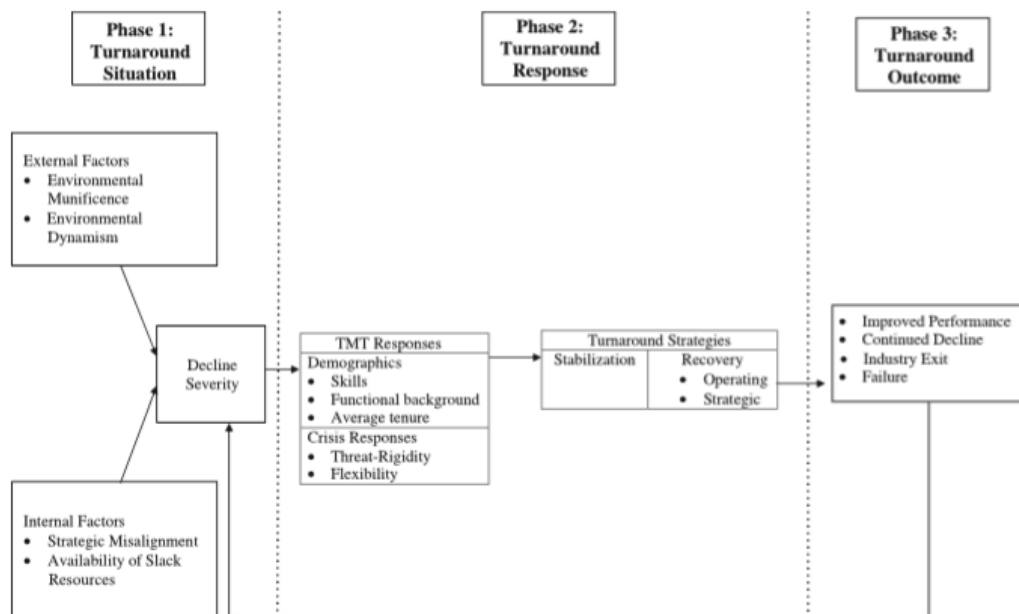 Phase 1:
Turnaround
Situation
Phase 2:
Turnaround
Response
Phase 3:
Turnaround
Outcome
External Factors
• Environmental
Munificence
• Environmental
Dynamism
Decline
Severity
Internal Factors
• Strategic Misalignment
• Availability of Slack
Resources
TMT Responses
Demographics
• Skills
• Functional background
• Average tenure
Crisis Responses
• Threat-Rigidity
• Flexibility
Turnaround Strategies
Stabilization
Recovery
• Operating
• Strategic
• Improved Performance
• Continued Decline
• Industry Exit
• Failure